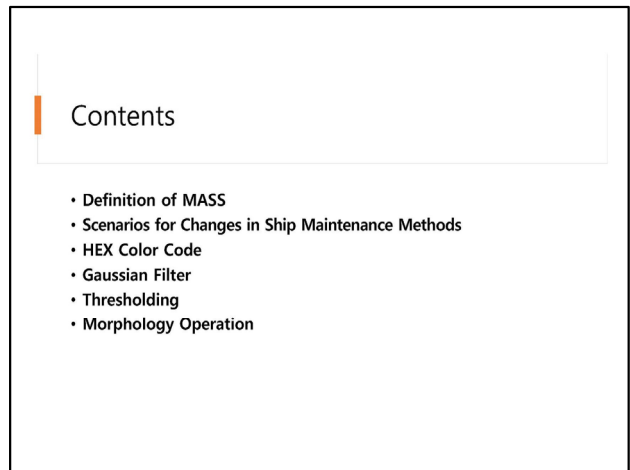 Contents
• Definition of MASS
• Scenarios for Changes in Ship Maintenance Methods
• HEX Color Code
• Gaussian Filter
• Thresholding
• Morphology Operation